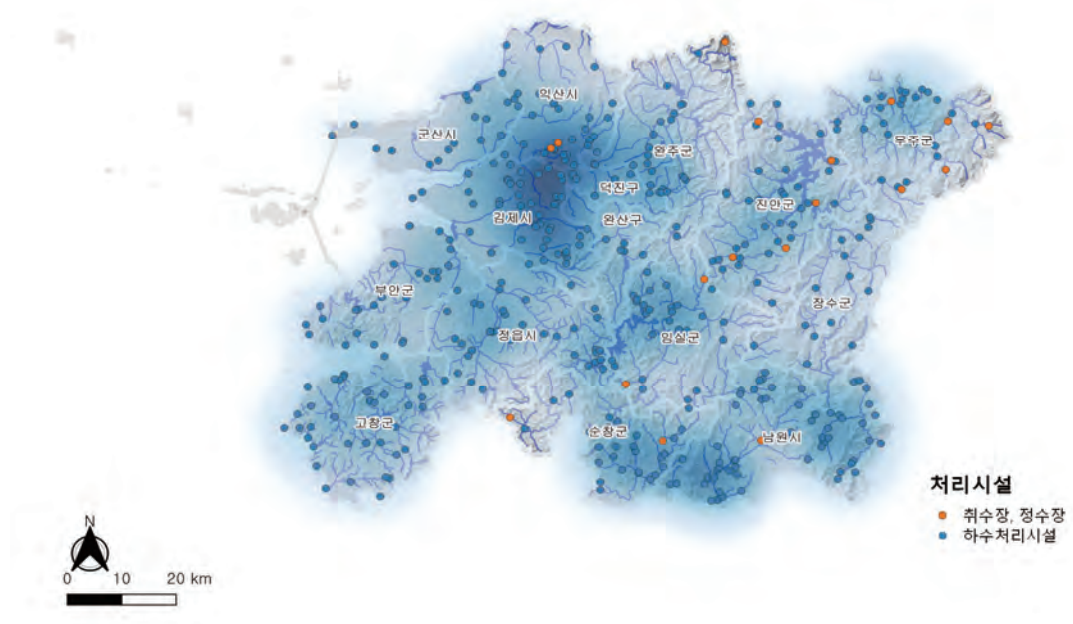 익산시
군산시
완주군
무주군
덕진구
진안군
김제시
완산구
부안군
장수군
정읍시
임실군
고창군
순창군
남원시
처리시설
취수장, 정수장
하수처리시설
N
0 10 20 km